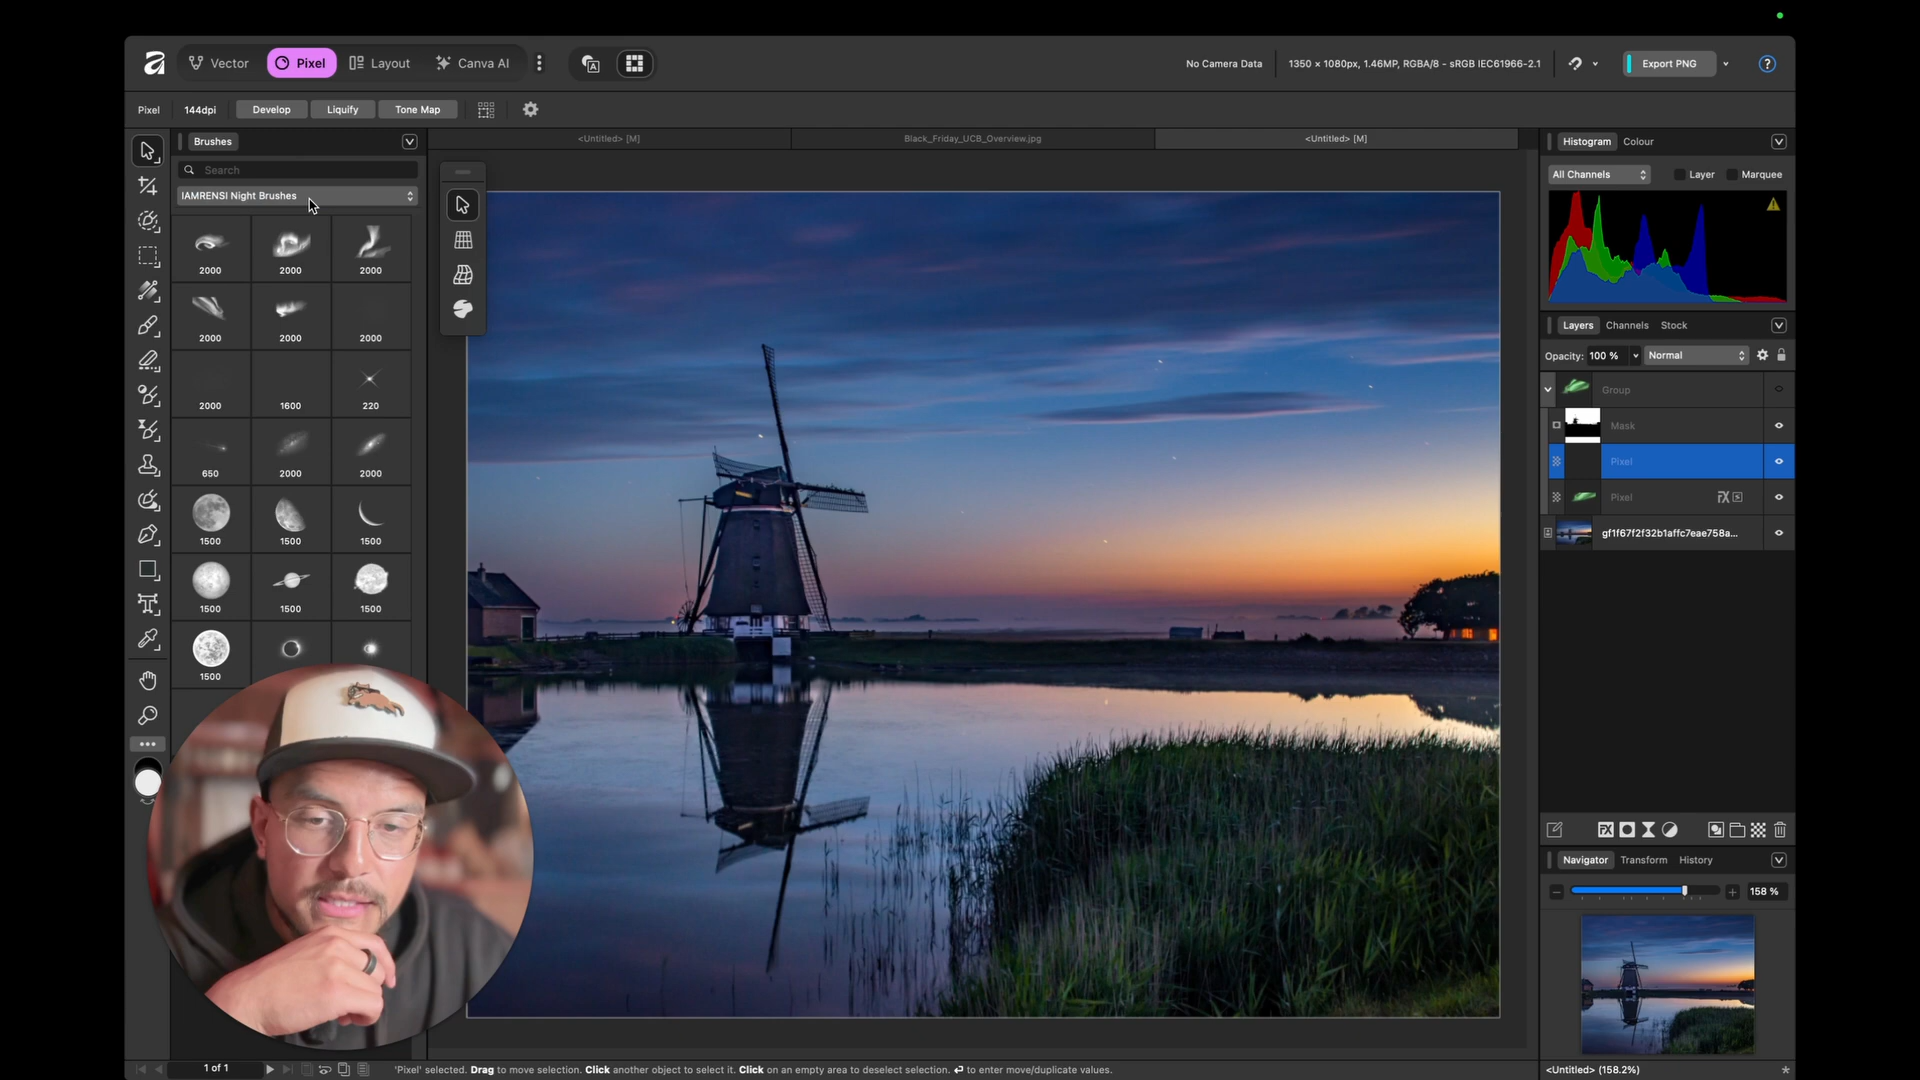 Vector
Pixel
Layout
Canva AI
No Camera Data
1350 × 1080px, 1.46MP, RGBA/8 - sRGB IEC61966-2.1
Export PNG
?
Pixel
144dpi
Develop
Liquify
Tone Map
Brushes
<Untitled> [M]
Black_Friday_UCB_Overview.jpg
<Untitled> [M]
Search
IAMRENSI Night Brushes
2000
2000
2000
2000
2000
2000
2000
1600
220
650
2000
2000
1500
1500
1500
1500
1500
1500
1500
Histogram
Colour
All Channels
Layer
Marquee
Layers
Channels
Stock
Opacity: 100 %
Normal
Group
Mask
Pixel
Pixel
gf1f67f2f32b1affc7eae758a...
Navigator
Transform
History
158 %
1 of 1
'Pixel' selected. Drag to move selection. Click another object to select it. Click on an empty area to deselect selection. ↵ to enter move/duplicate values.
<Untitled> (158.2%)